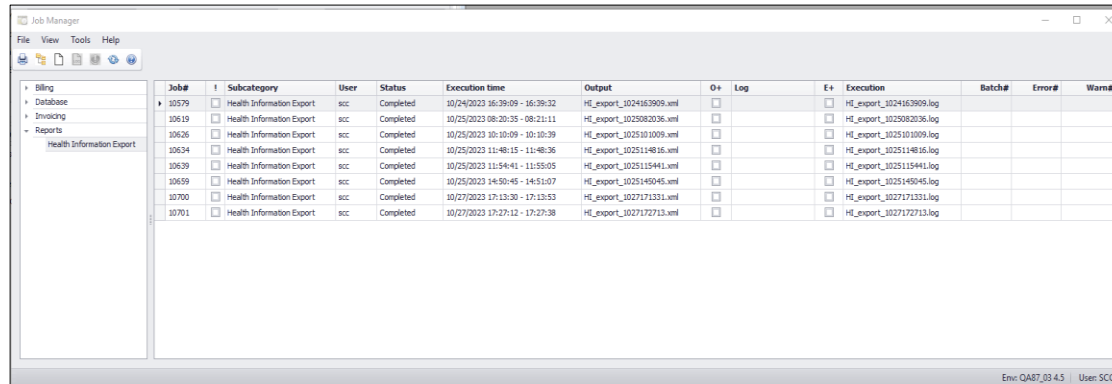 Job Manager
File View Tools Help
Billing
Database
Invoicing
Reports
Health Information Export
Job# ! Subcategory User Status Execution time Output O+ Log E+ Execution Batch# Error# Warn#
10579 Health Information Export scc Completed 10/24/2023 16:39:09 - 16:39:32 HI_export_1024163909.xml HI_export_1024163909.log
10619 Health Information Export scc Completed 10/25/2023 08:20:35 - 08:21:11 HI_export_1025082036.xml HI_export_1025082036.log
10626 Health Information Export scc Completed 10/25/2023 10:10:09 - 10:10:39 HI_export_1025101009.xml HI_export_1025101009.log
10634 Health Information Export scc Completed 10/25/2023 11:48:15 - 11:48:36 HI_export_1025114816.xml HI_export_1025114816.log
10639 Health Information Export scc Completed 10/25/2023 11:54:41 - 11:55:05 HI_export_1025115441.xml HI_export_1025115441.log
10659 Health Information Export scc Completed 10/25/2023 14:50:45 - 14:51:07 HI_export_1025145045.xml HI_export_1025145045.log
10700 Health Information Export scc Completed 10/27/2023 17:13:30 - 17:13:53 HI_export_1027171331.xml HI_export_1027171331.log
10701 Health Information Export scc Completed 10/27/2023 17:27:12 - 17:27:38 HI_export_1027172713.xml HI_export_1027172713.log
Env: QA87_03 4.5 User: SCC